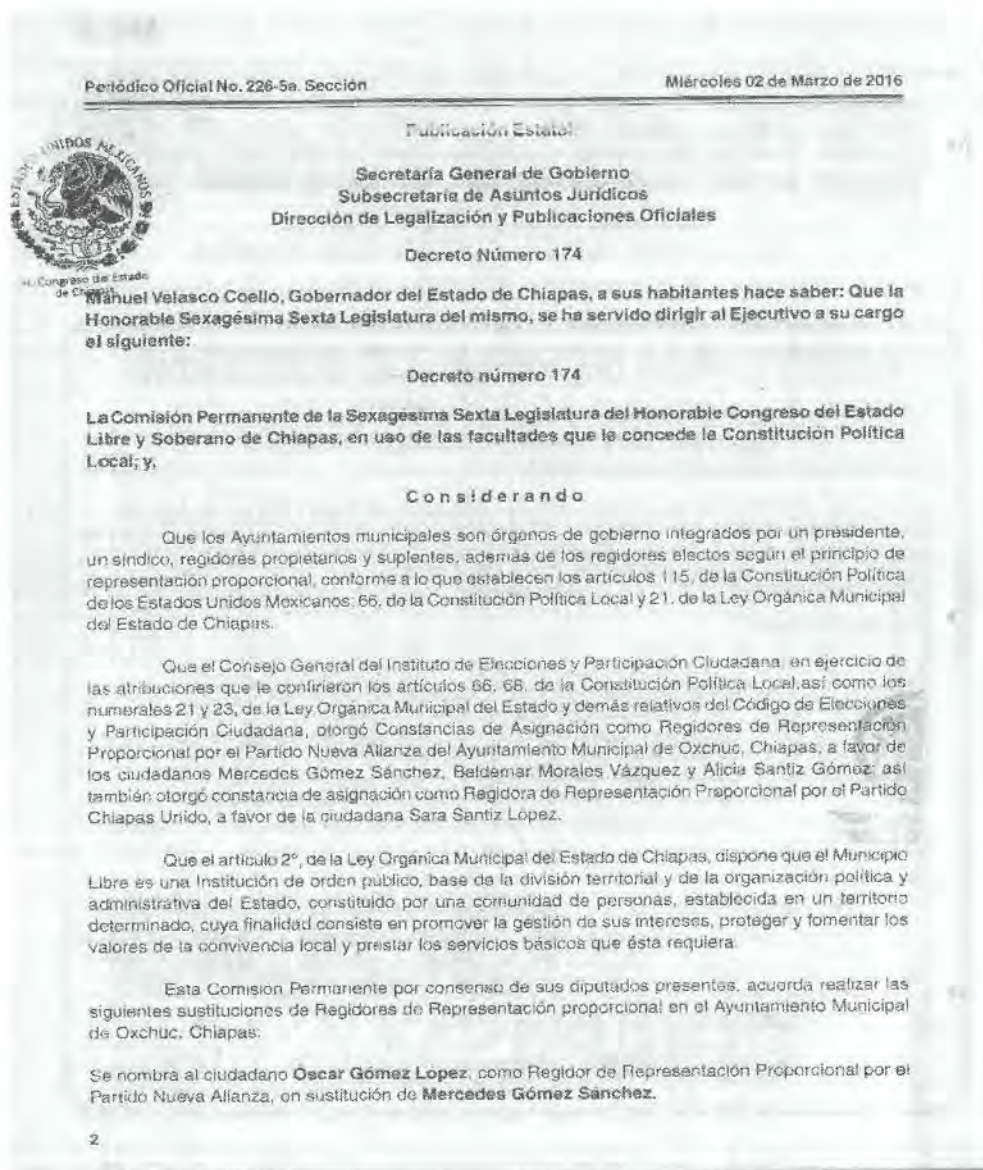 Periódico Oficial No. 226-5a. Sección
Miércoles 02 de Marzo de 2016
Publicación Estatal:
ESTADOS UNIDOS MEXICANOS
H. Congreso del Estado
de Chiapas
Secretaría General de Gobierno
Subsecretaría de Asuntos Jurídicos
Dirección de Legalización y Publicaciones Oficiales
Decreto Número 174
Manuel Velasco Coello, Gobernador del Estado de Chiapas, a sus habitantes hace saber: Que la
Honorable Sexagésima Sexta Legislatura del mismo, se ha servido dirigir al Ejecutivo a su cargo
el siguiente:
Decreto número 174
La Comisión Permanente de la Sexagésima Sexta Legislatura del Honorable Congreso del Estado
Libre y Soberano de Chiapas, en uso de las facultades que le concede la Constitución Política
Local; y,
Considerando
Que los Ayuntamientos municipales son órganos de gobierno integrados por un presidente,
un síndico, regidores propietarios y suplentes, además de los regidores electos según el principio de
representación proporcional, conforme a lo que establecen los artículos 115, de la Constitución Política
de los Estados Unidos Mexicanos; 66, de la Constitución Política Local y 21, de la Ley Orgánica Municipal
del Estado de Chiapas.
Que el Consejo General del Instituto de Elecciones y Participación Ciudadana, en ejercicio de
las atribuciones que le confirieron los artículos 66, 68, de la Constitución Política Local,así como los
numerales 21 y 23, de la Ley Orgánica Municipal del Estado y demás relativos del Código de Elecciones
y Participación Ciudadana, otorgó Constancias de Asignación como Regidores de Representación
Proporcional por el Partido Nueva Alianza del Ayuntamiento Municipal de Oxchuc, Chiapas, a favor de
los ciudadanos Mercedes Gómez Sánchez, Beldemar Morales Vázquez y Alicia Santiz Gómez; así
también otorgó constancia de asignación como Regidora de Representación Proporcional por el Partido
Chiapas Unido, a favor de la ciudadana Sara Santiz López.
Que el artículo 2°, de la Ley Orgánica Municipal del Estado de Chiapas, dispone que el Municipio
Libre es una Institución de orden público, base de la división territorial y de la organización política y
administrativa del Estado, constituido por una comunidad de personas, establecida en un territorio
determinado, cuya finalidad consiste en promover la gestión de sus intereses, proteger y fomentar los
valores de la convivencia local y prestar los servicios básicos que ésta requiera.
Esta Comisión Permanente por consenso de sus diputados presentes, acuerda realizar las
siguientes sustituciones de Regidores de Representación proporcional en el Ayuntamiento Municipal
de Oxchuc, Chiapas:
Se nombra al ciudadano Óscar Gómez López, como Regidor de Representación Proporcional por el
Partido Nueva Alianza, en sustitución de Mercedes Gómez Sánchez.
2